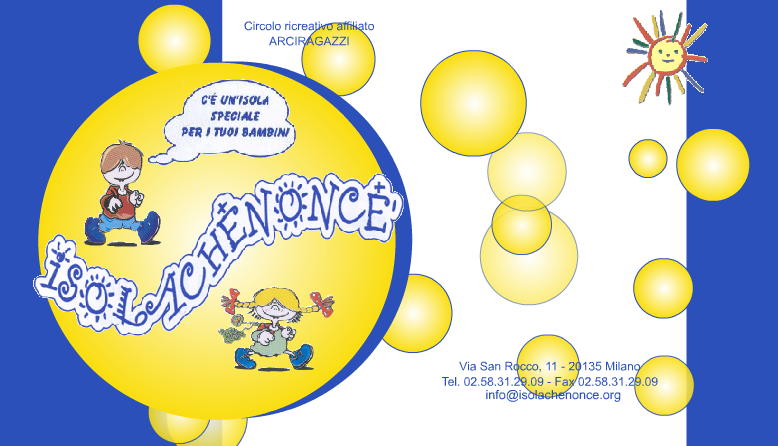 Circolo ricreativo affiliato
ARCIRAGAZZI
C'È UN'ISOLA
SPECIALE
PER I TUOI BAMBINI
ISOLACHENONCE'
Via San Rocco, 11 - 20135 Milano
Tel. 02.58.31.29.09 - Fax 02.58.31.29.09
info@isolachenonce.org